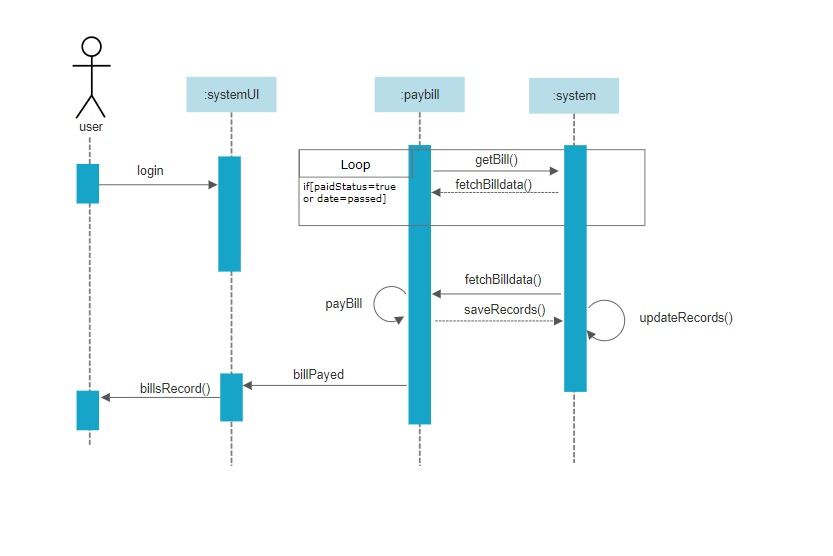 user
:systemUI
:paybill
:system
login
Loop
if[paidStatus=true
or date=passed]
getBill()
fetchBilldata()
fetchBilldata()
payBill
saveRecords()
updateRecords()
billPayed
billsRecord()